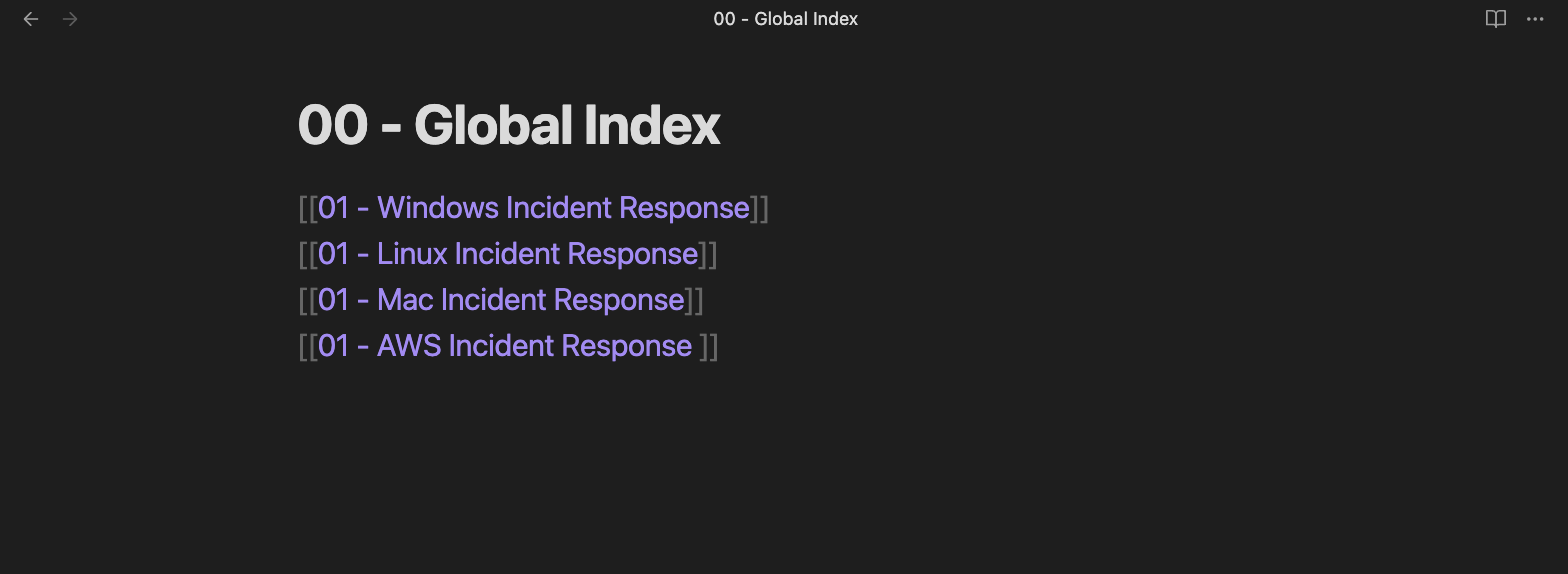 00 - Global Index
00 - Global Index
[[01 - Windows Incident Response]]
[[01 - Linux Incident Response]]
[[01 - Mac Incident Response]]
[[01 - AWS Incident Response ]]